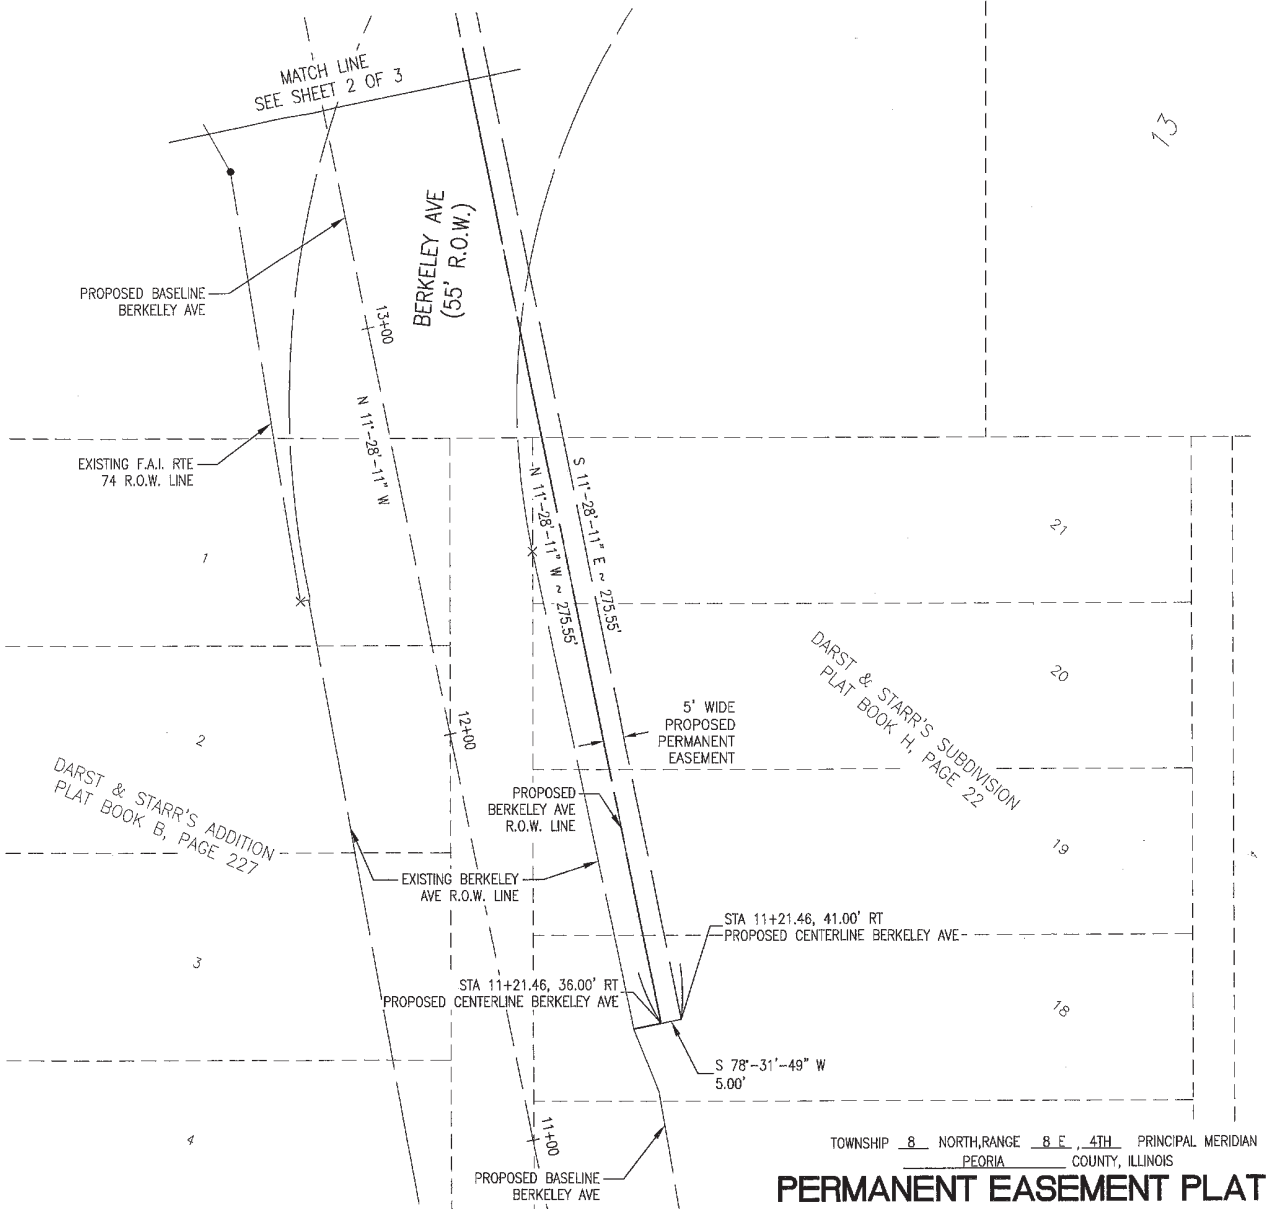 MATCH LINE
SEE SHEET 2 OF 3
13
BERKELEY AVE
(55' R.O.W.)
PROPOSED BASELINE
BERKELEY AVE
13+00
N 11°-28'-11" W
EXISTING F.A.I. RTE
74 R.O.W. LINE
N 11°-28'-11" W ~ 275.55'
S 11°-28'-11" E ~ 275.55'
21
1
20
DARST & STARR'S SUBDIVISION
PLAT BOOK H, PAGE 22
5' WIDE
PROPOSED
PERMANENT
EASEMENT
12+00
2
DARST & STARR'S ADDITION
PLAT BOOK B, PAGE 227
PROPOSED
BERKELEY AVE
R.O.W. LINE
19
EXISTING BERKELEY
AVE R.O.W. LINE
STA 11+21.46, 41.00' RT
PROPOSED CENTERLINE BERKELEY AVE
3
STA 11+21.46, 36.00' RT
PROPOSED CENTERLINE BERKELEY AVE
18
S 78°-31'-49" W
5.00'
4
11+00
PROPOSED BASELINE
BERKELEY AVE
TOWNSHIP 8 NORTH,RANGE 8 E , 4TH PRINCIPAL MERIDIAN
PEORIA COUNTY, ILLINOIS
PERMANENT EASEMENT PLAT